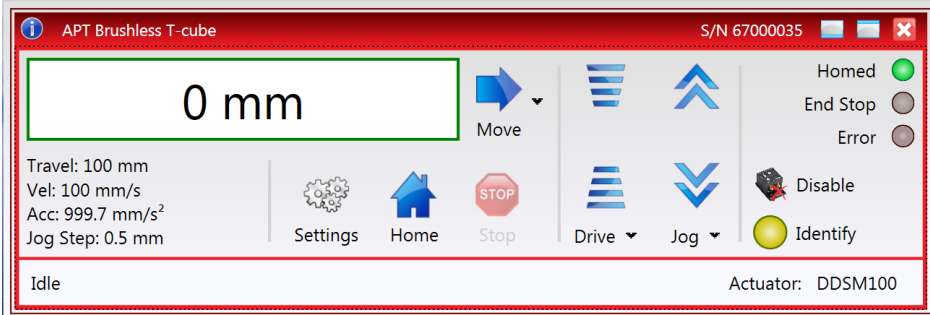 APT Brushless T-cube
S/N 67000035
0 mm
Move
Homed
End Stop
Error
Travel: 100 mm
Vel: 100 mm/s
Acc: 999.7 mm/s²
Jog Step: 0.5 mm
Settings
Home
STOP
Stop
Drive
Jog
Disable
Identify
Idle
Actuator: DDSM100